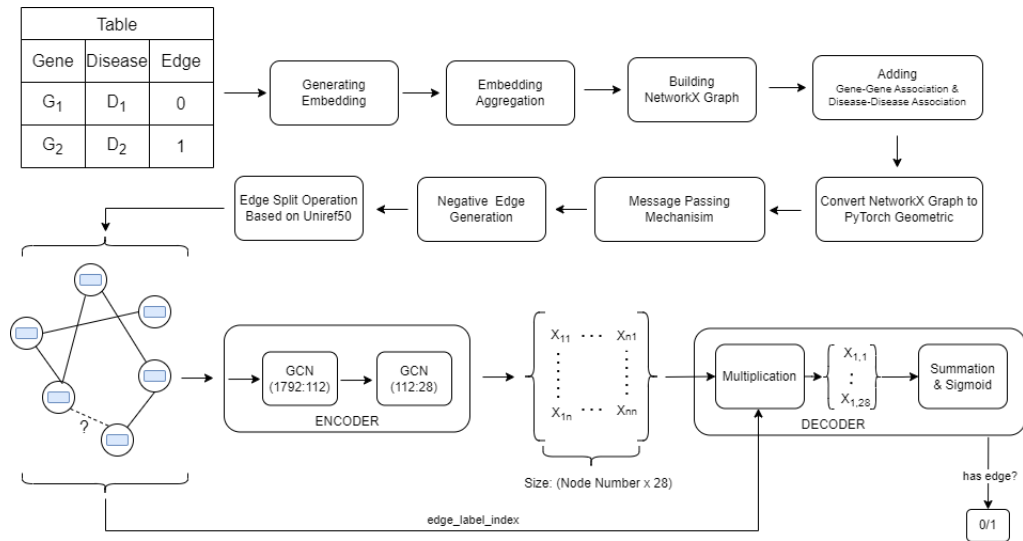 Table
Gene Disease Edge
G1 D1 0
G2 D2 1
Generating
Embedding
Embedding
Aggregation
Building
NetworkX Graph
Adding
Gene-Gene Association &
Disease-Disease Association
Convert NetworkX Graph to
PyTorch Geometric
Message Passing
Mechanisim
Negative Edge
Generation
Edge Split Operation
Based on Uniref50
?
GCN
(1792:112)
GCN
(112:28)
ENCODER
X11 ... Xn1
X1n ... Xnn
Size: (Node Number x 28)
Multiplication
X1,1
:
X1,28
Summation
& Sigmoid
DECODER
has edge?
0/1
edge_label_index